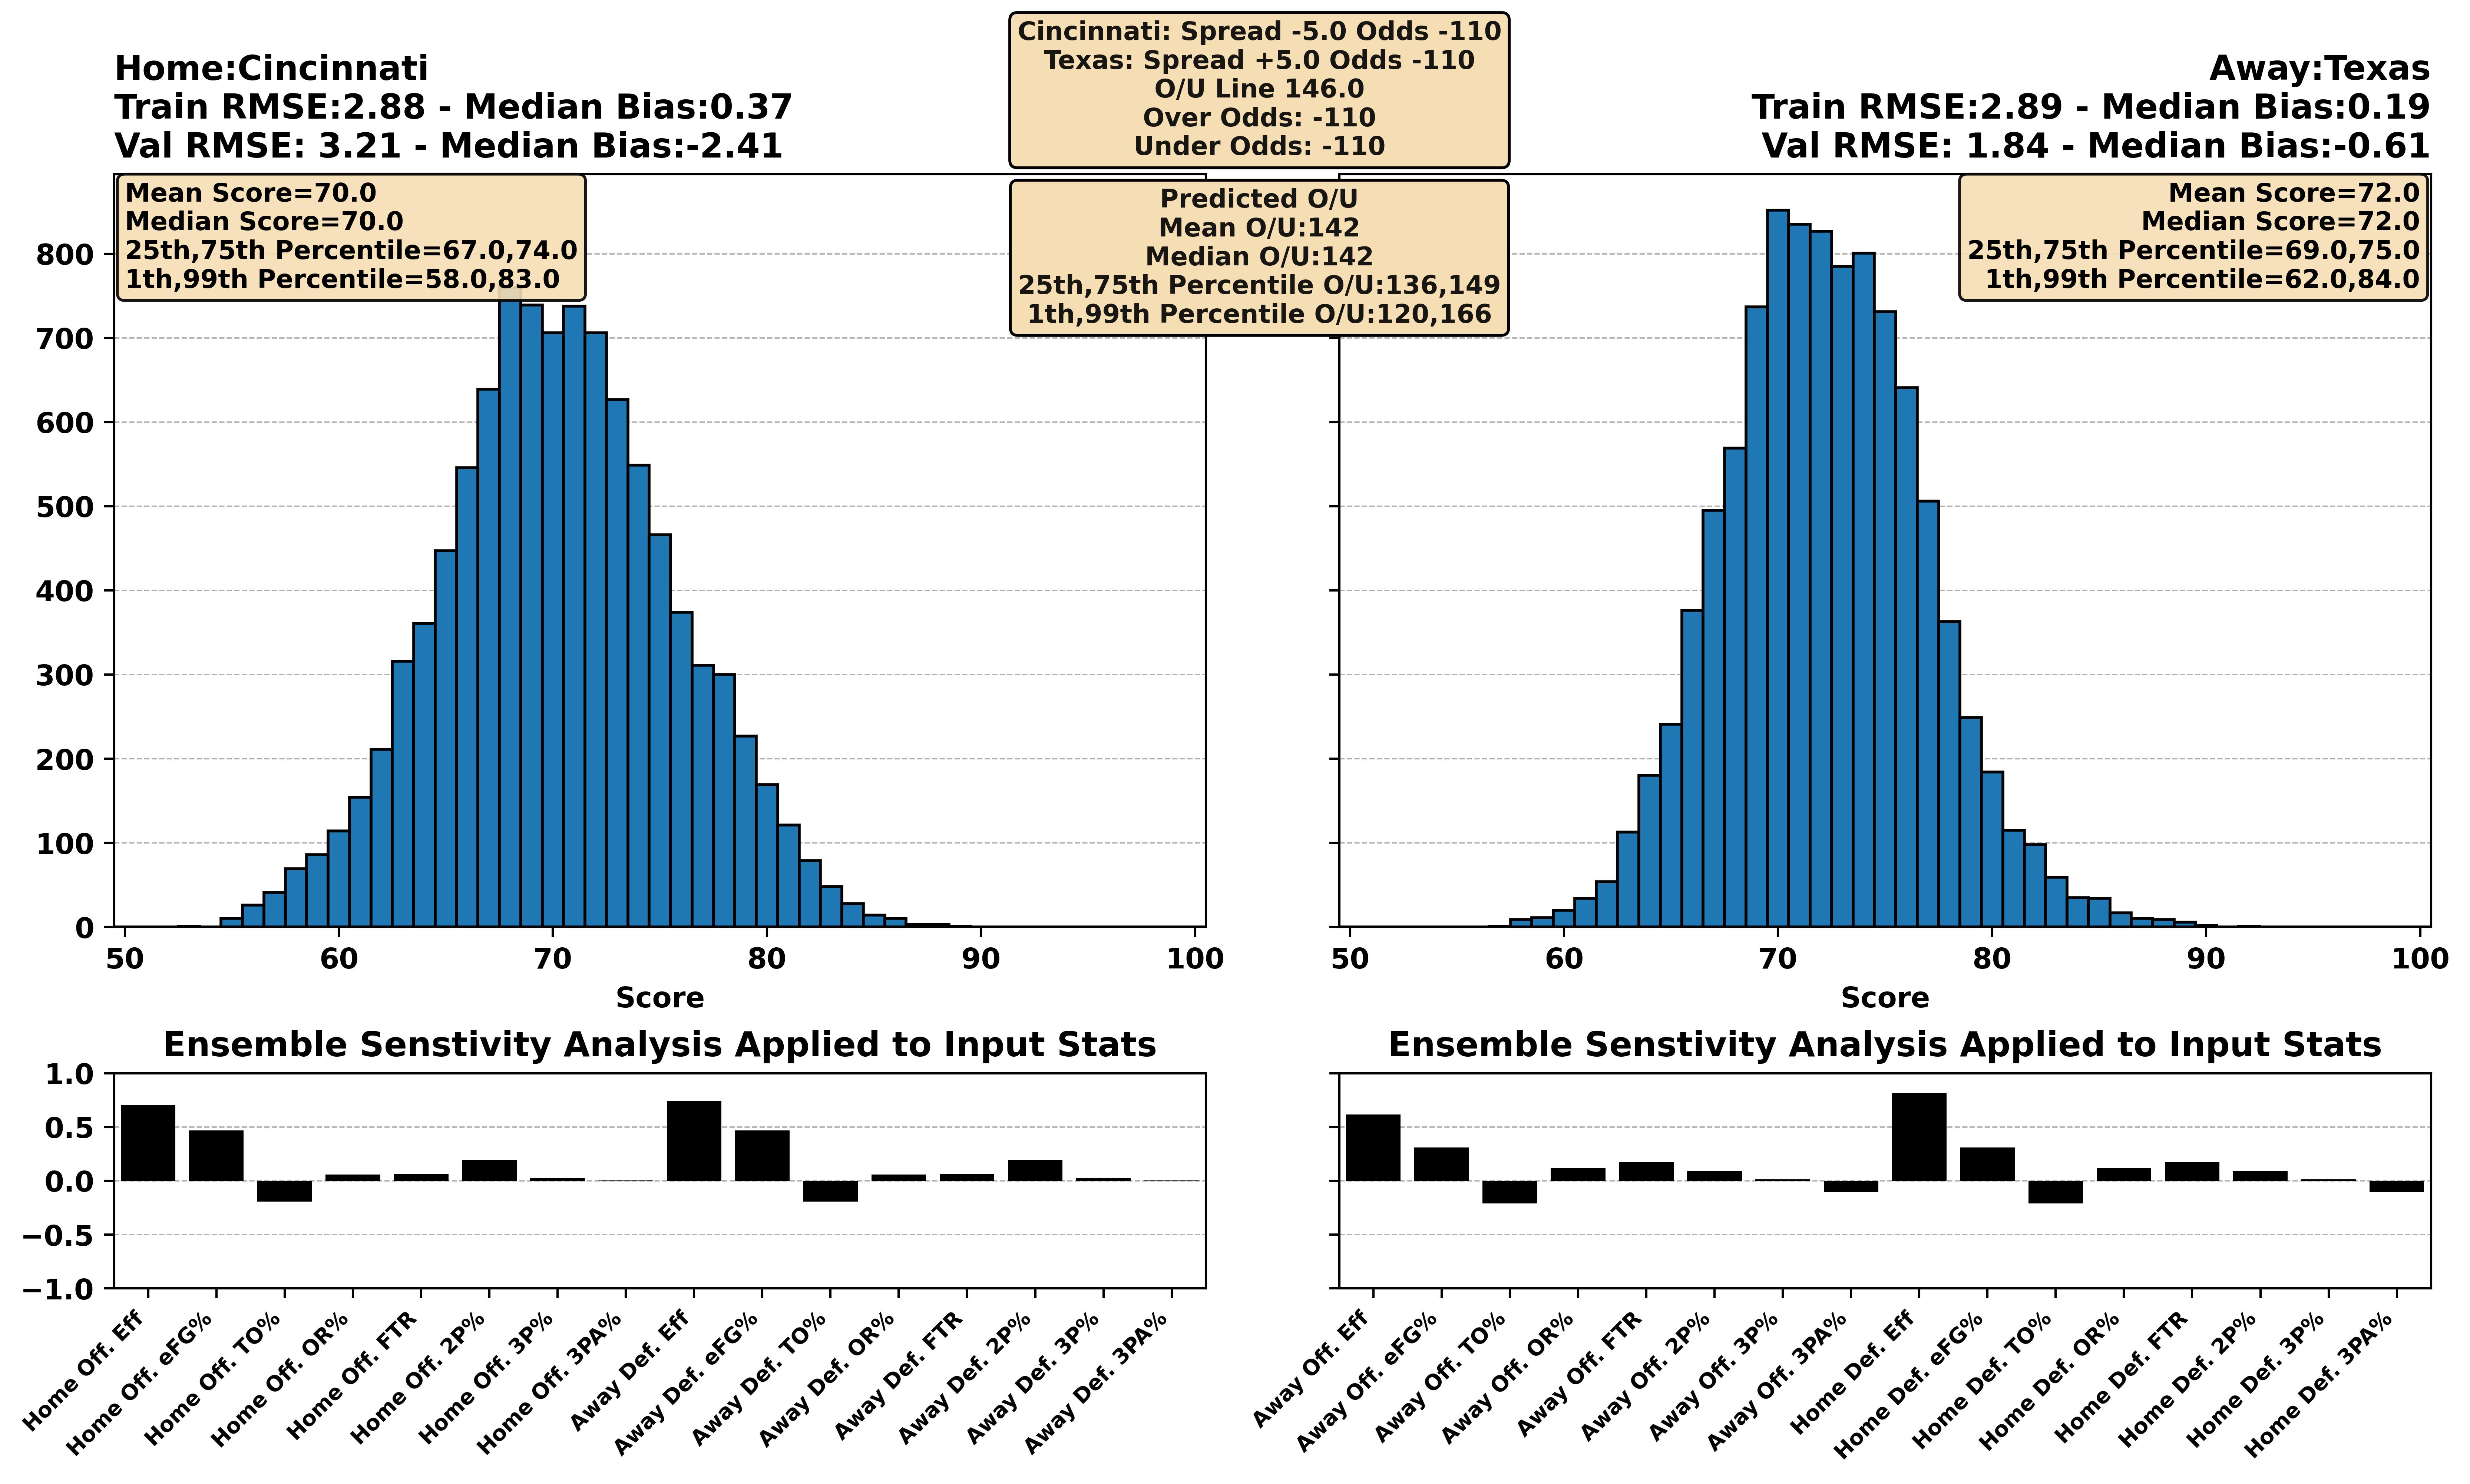 Cincinnati: Spread -5.0 Odds -110
Texas: Spread +5.0 Odds -110
O/U Line 146.0
Over Odds: -110
Under Odds: -110
Home:Cincinnati
Train RMSE:2.88 - Median Bias:0.37
Val RMSE: 3.21 - Median Bias:-2.41
Away:Texas
Train RMSE:2.89 - Median Bias:0.19
Val RMSE: 1.84 - Median Bias:-0.61
Mean Score=70.0
Median Score=70.0
25th,75th Percentile=67.0,74.0
1th,99th Percentile=58.0,83.0
Predicted O/U
Mean O/U:142
Median O/U:142
25th,75th Percentile O/U:136,149
1th,99th Percentile O/U:120,166
Mean Score=72.0
Median Score=72.0
25th,75th Percentile=69.0,75.0
1th,99th Percentile=62.0,84.0
800
700
600
500
400
300
200
100
0
50 60 70 80 90 100
Score
50 60 70 80 90 100
Score
Ensemble Senstivity Analysis Applied to Input Stats
1.0
0.5
0.0
−0.5
−1.0
Home Off. Eff
Home Off. eFG%
Home Off. TO%
Home Off. OR%
Home Off. FTR
Home Off. 2P%
Home Off. 3P%
Home Off. 3PA%
Away Def. Eff
Away Def. eFG%
Away Def. TO%
Away Def. OR%
Away Def. FTR
Away Def. 2P%
Away Def. 3P%
Away Def. 3PA%
Ensemble Senstivity Analysis Applied to Input Stats
Away Off. Eff
Away Off. eFG%
Away Off. TO%
Away Off. OR%
Away Off. FTR
Away Off. 2P%
Away Off. 3P%
Away Off. 3PA%
Home Def. Eff
Home Def. eFG%
Home Def. TO%
Home Def. OR%
Home Def. FTR
Home Def. 2P%
Home Def. 3P%
Home Def. 3PA%